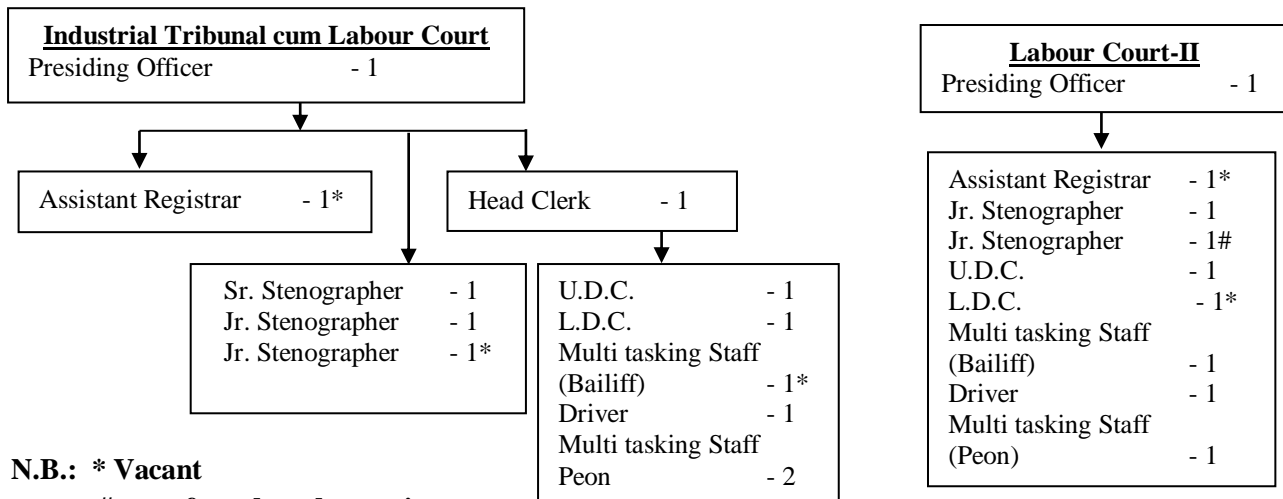 Industrial Tribunal cum Labour Court
Presiding Officer - 1
Assistant Registrar - 1*
Head Clerk - 1
Sr. Stenographer - 1
Jr. Stenographer - 1
Jr. Stenographer - 1*
U.D.C. - 1
L.D.C. - 1
Multi tasking Staff
(Bailiff) - 1*
Driver - 1
Multi tasking Staff
Peon - 2
Labour Court-II
Presiding Officer - 1
Assistant Registrar - 1*
Jr. Stenographer - 1
Jr. Stenographer - 1#
U.D.C. - 1
L.D.C. - 1*
Multi tasking Staff
(Bailiff) - 1
Driver - 1
Multi tasking Staff
(Peon) - 1
N.B.: * Vacant